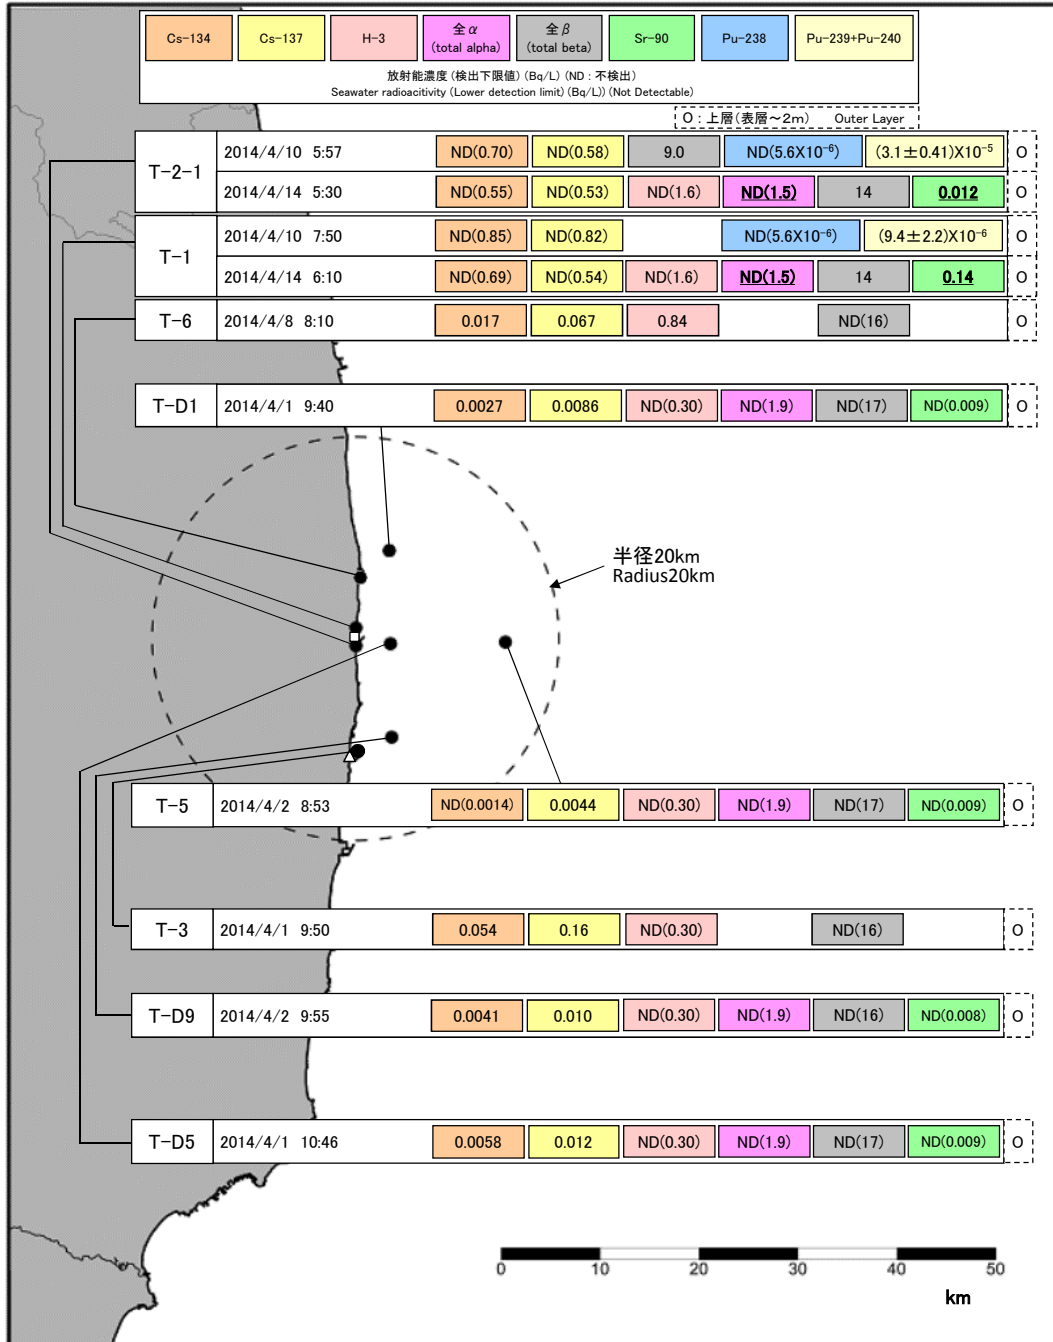 Cs-134 Cs-137 H-3 全α (total alpha) 全β (total beta) Sr-90 Pu-238 Pu-239+Pu-240
放射能濃度(検出下限値)(Bq/L)(ND:不検出)
Seawater radioacitivity (Lower detection limit) (Bq/L)) (Not Detectable)
O:上層(表層~2m) Outer Layer
T-2-1
2014/4/10 5:57 ND(0.70) ND(0.58) 9.0 ND(5.6X10⁻⁶) (3.1±0.41)X10⁻⁵ O
2014/4/14 5:30 ND(0.55) ND(0.53) ND(1.6) ND(1.5) 14 0.012 O
T-1
2014/4/10 7:50 ND(0.85) ND(0.82) ND(5.6X10⁻⁶) (9.4±2.2)X10⁻⁶ O
2014/4/14 6:10 ND(0.69) ND(0.54) ND(1.6) ND(1.5) 14 0.14 O
T-6 2014/4/8 8:10 0.017 0.067 0.84 ND(16) O
T-D1 2014/4/1 9:40 0.0027 0.0086 ND(0.30) ND(1.9) ND(17) ND(0.009) O
半径20km
Radius20km
T-5 2014/4/2 8:53 ND(0.0014) 0.0044 ND(0.30) ND(1.9) ND(17) ND(0.009) O
T-3 2014/4/1 9:50 0.054 0.16 ND(0.30) ND(16) O
T-D9 2014/4/2 9:55 0.0041 0.010 ND(0.30) ND(1.9) ND(16) ND(0.008) O
T-D5 2014/4/1 10:46 0.0058 0.012 ND(0.30) ND(1.9) ND(17) ND(0.009) O
0 10 20 30 40 50
km